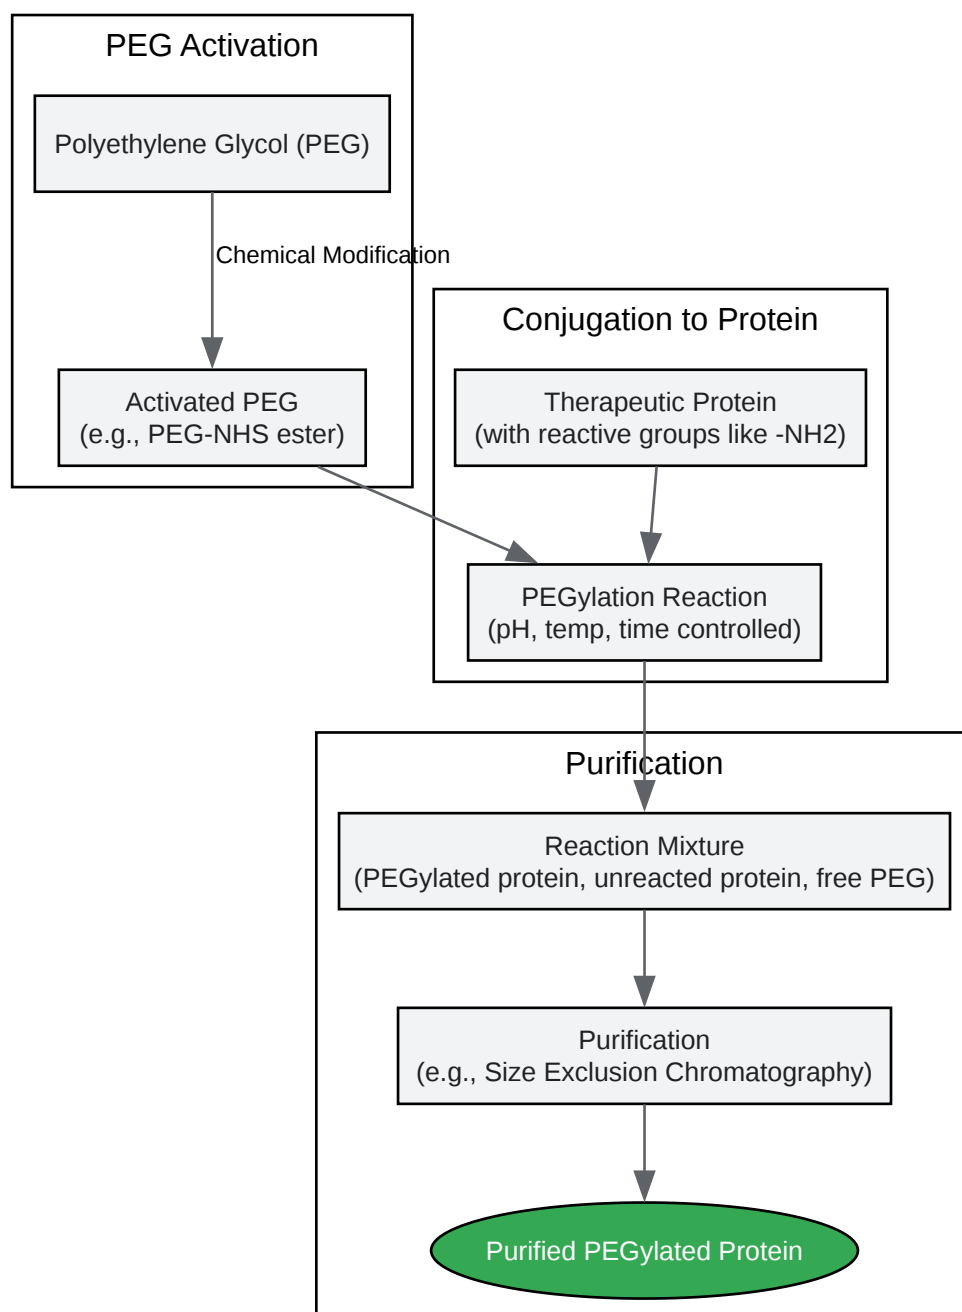 PEG Activation
Polyethylene Glycol (PEG)
Chemical Modification
Activated PEG
(e.g., PEG-NHS ester)
Conjugation to Protein
Therapeutic Protein
(with reactive groups like -NH2)
PEGylation Reaction
(pH, temp, time controlled)
Purification
Reaction Mixture
(PEGylated protein, unreacted protein, free PEG)
Purification
(e.g., Size Exclusion Chromatography)
Purified PEGylated Protein